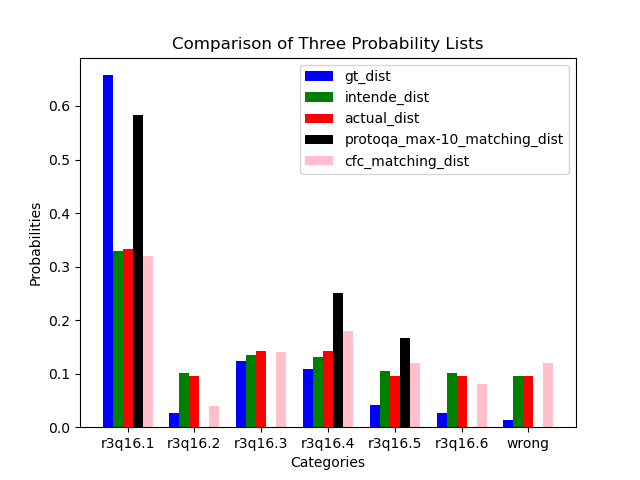 Comparison of Three Probability Lists
gt_dist
intende_dist
actual_dist
protoqa_max-10_matching_dist
cfc_matching_dist
Probabilities
0.6
0.5
0.4
0.3
0.2
0.1
0.0
r3q16.1 r3q16.2 r3q16.3 r3q16.4 r3q16.5 r3q16.6 wrong
Categories